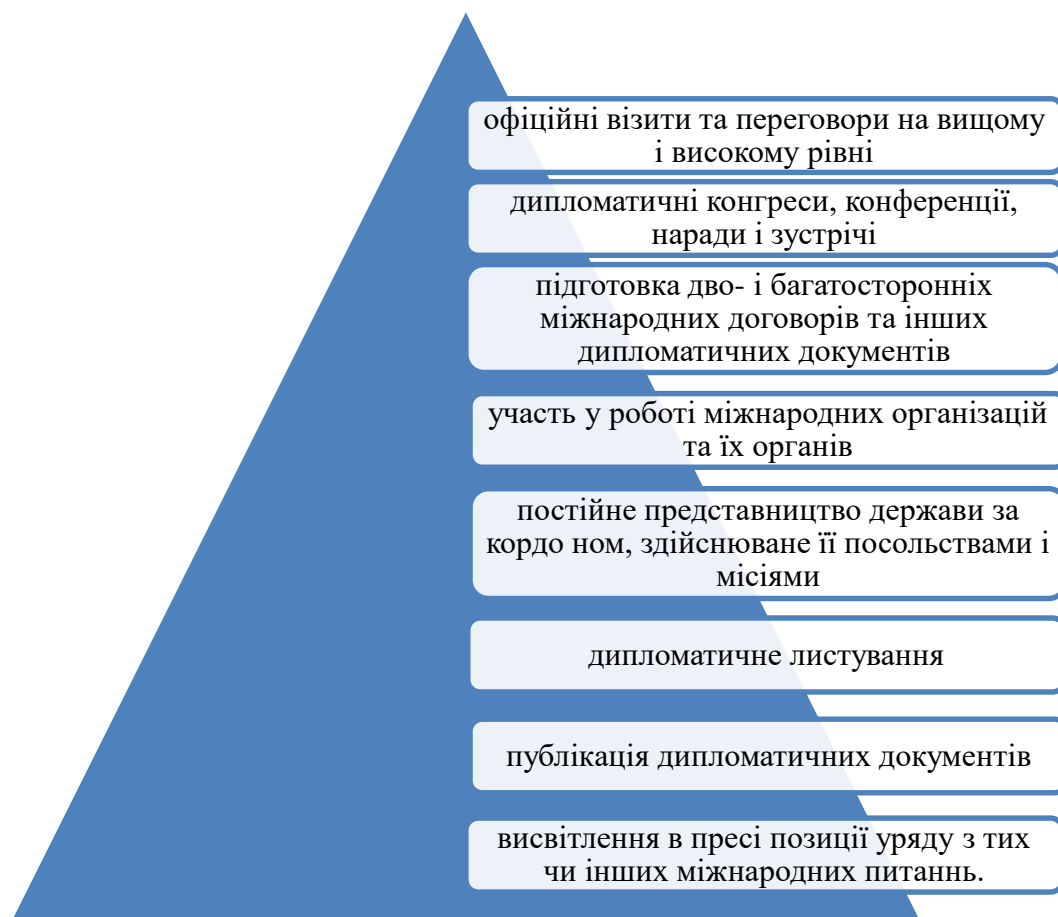 офіційні візити та переговори на вищому
і високому рівні
дипломатичні конгреси, конференції,
наради і зустрічі
підготовка дво- і багатосторонніх
міжнародних договорів та інших
дипломатичних документів
участь у роботі міжнародних організацій
та їх органів
постійне представництво держави за
кордо ном, здійснюване її посольствами і
місіями
дипломатичне листування
публікація дипломатичних документів
висвітлення в пресі позиції уряду з тих
чи інших міжнародних питаннь.